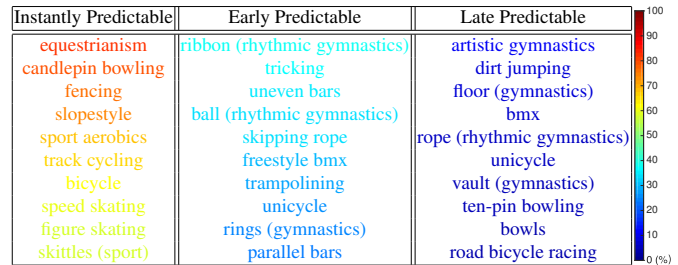 Instantly Predictable Early Predictable Late Predictable
equestrianism ribbon (rhythmic gymnastics) artistic gymnastics
candlepin bowling tricking dirt jumping
fencing uneven bars floor (gymnastics)
slopestyle ball (rhythmic gymnastics) bmx
sport aerobics skipping rope rope (rhythmic gymnastics)
track cycling freestyle bmx unicycle
bicycle trampolining vault (gymnastics)
speed skating unicycle ten-pin bowling
figure skating rings (gymnastics) bowls
skittles (sport) parallel bars road bicycle racing
100
90
80
70
60
50
40
30
20
10
0 (%)